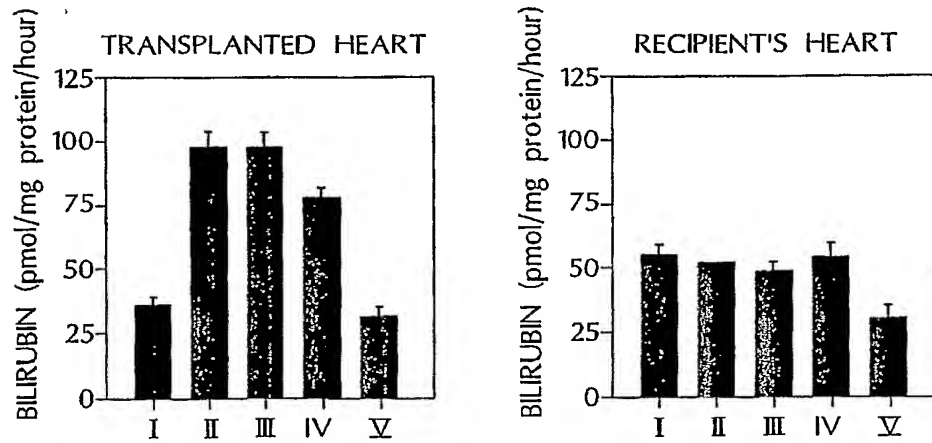 TRANSPLANTED HEART
BILIRUBIN (pmol/mg protein/hour)
125
100
75
50
25
0
I II III IV V
RECIPIENT'S HEART
BILIRUBIN (pmol/mg protein/hour)
125
100
75
50
25
0
I II III IV V